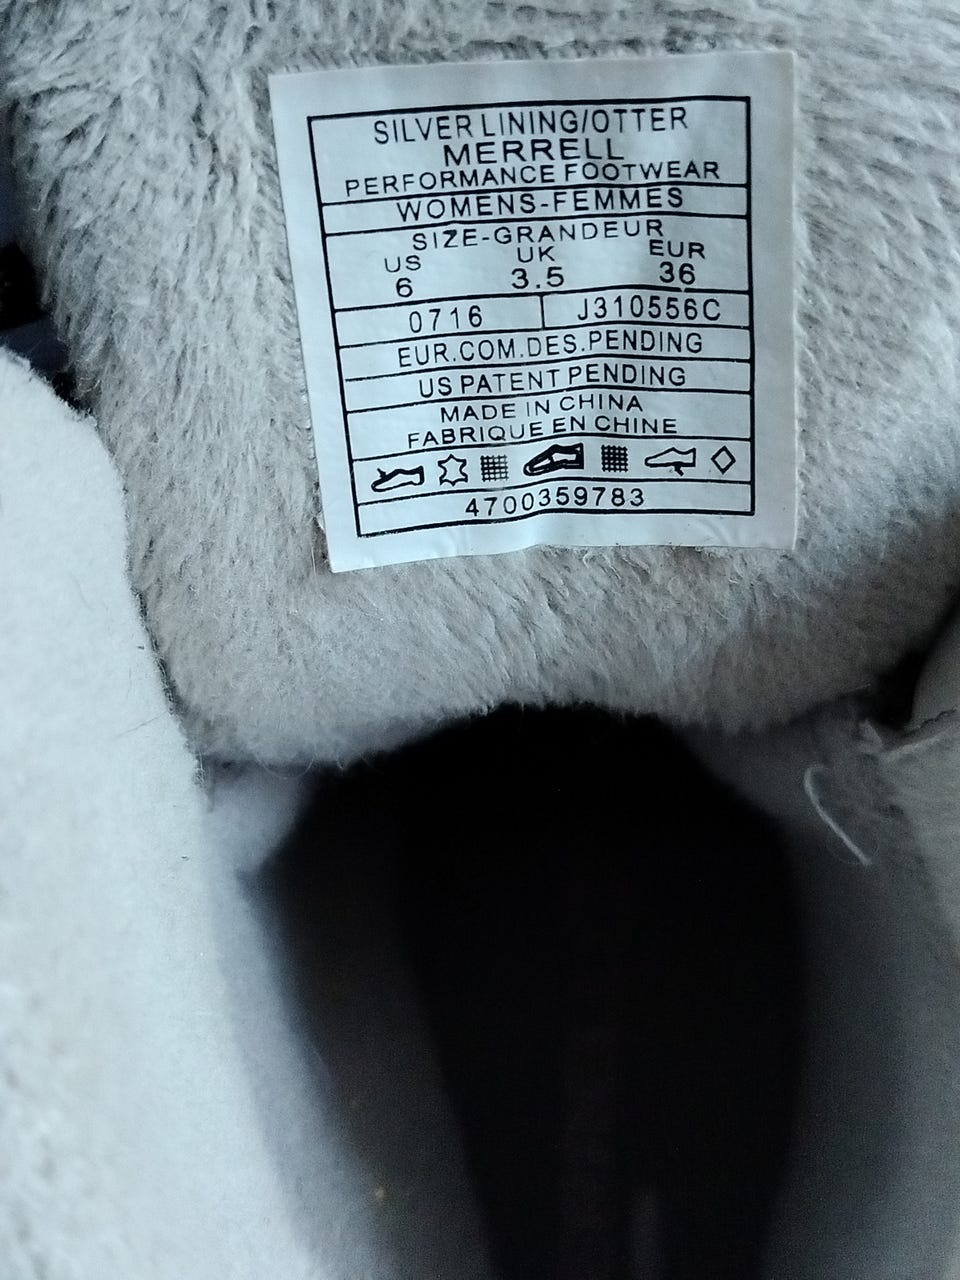 SILVER LINING/OTTER
MERRELL
PERFORMANCE FOOTWEAR
WOMENS-FEMMES
SIZE-GRANDEUR
US UK EUR
6 3.5 36
0716 J310556C
EUR.COM.DES.PENDING
US PATENT PENDING
MADE IN CHINA
FABRIQUE EN CHINE
4700359783